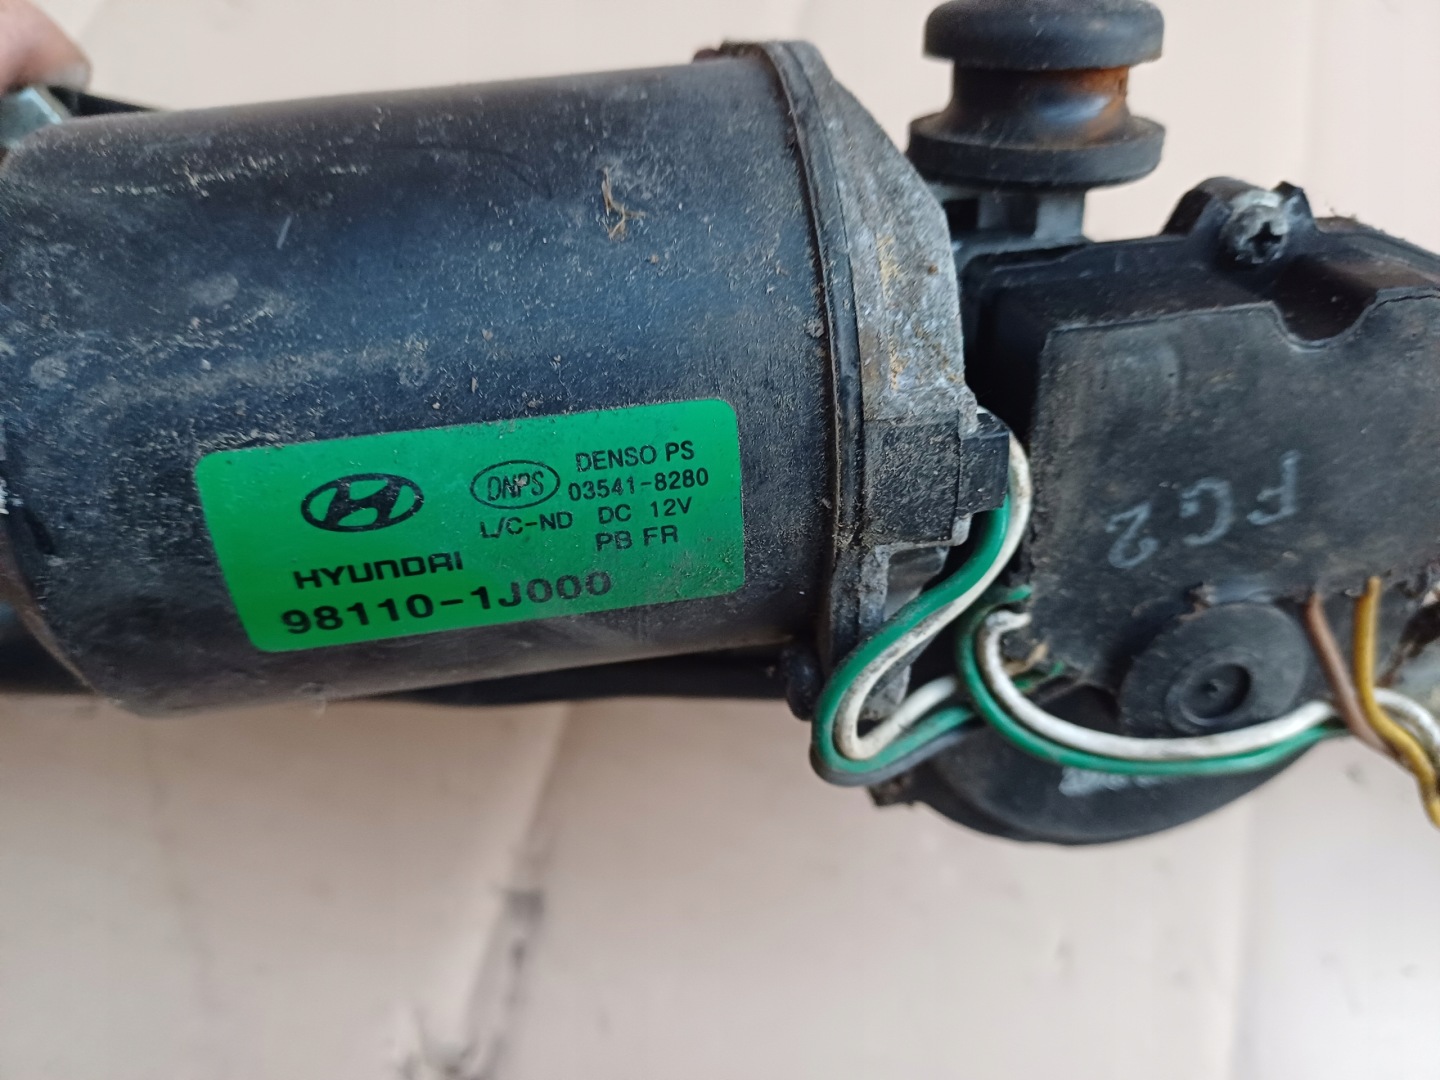 DNPS
DENSO PS
03541-8280
L/C-ND DC 12V
PB FR
HYUNDAI
98110-1J000
FG2